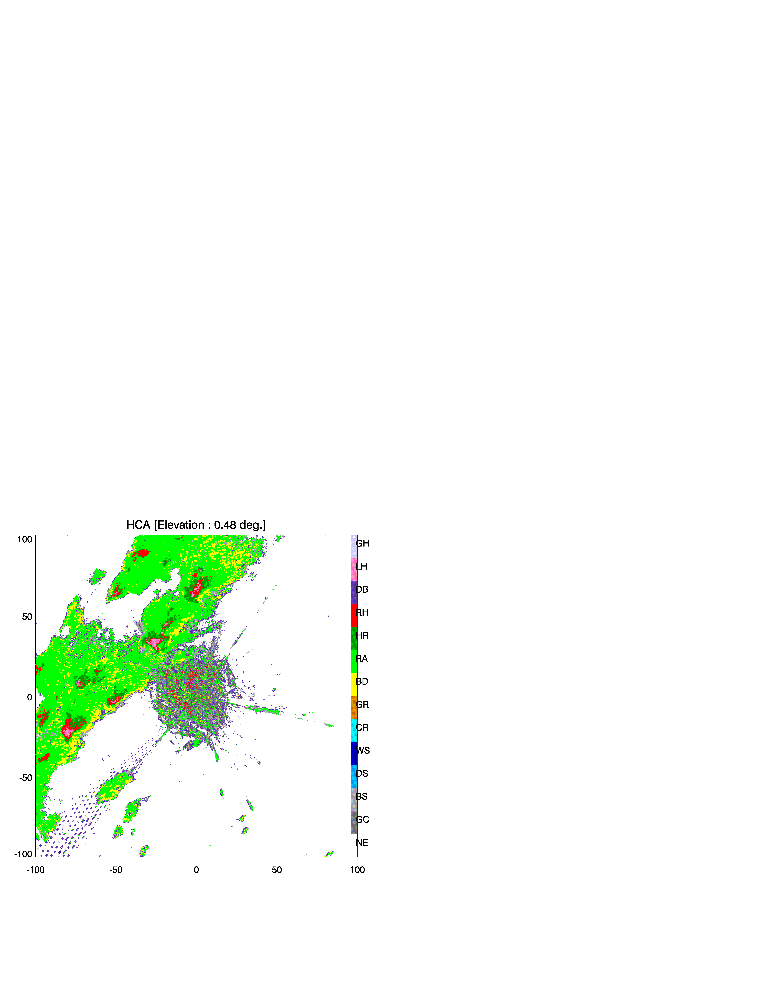 HCA [Elevation : 0.48 deg.]
100
50
0
-50
-100
-100 -50 0 50 100
GH
LH
DB
RH
HR
RA
BD
GR
CR
WS
DS
BS
GC
NE